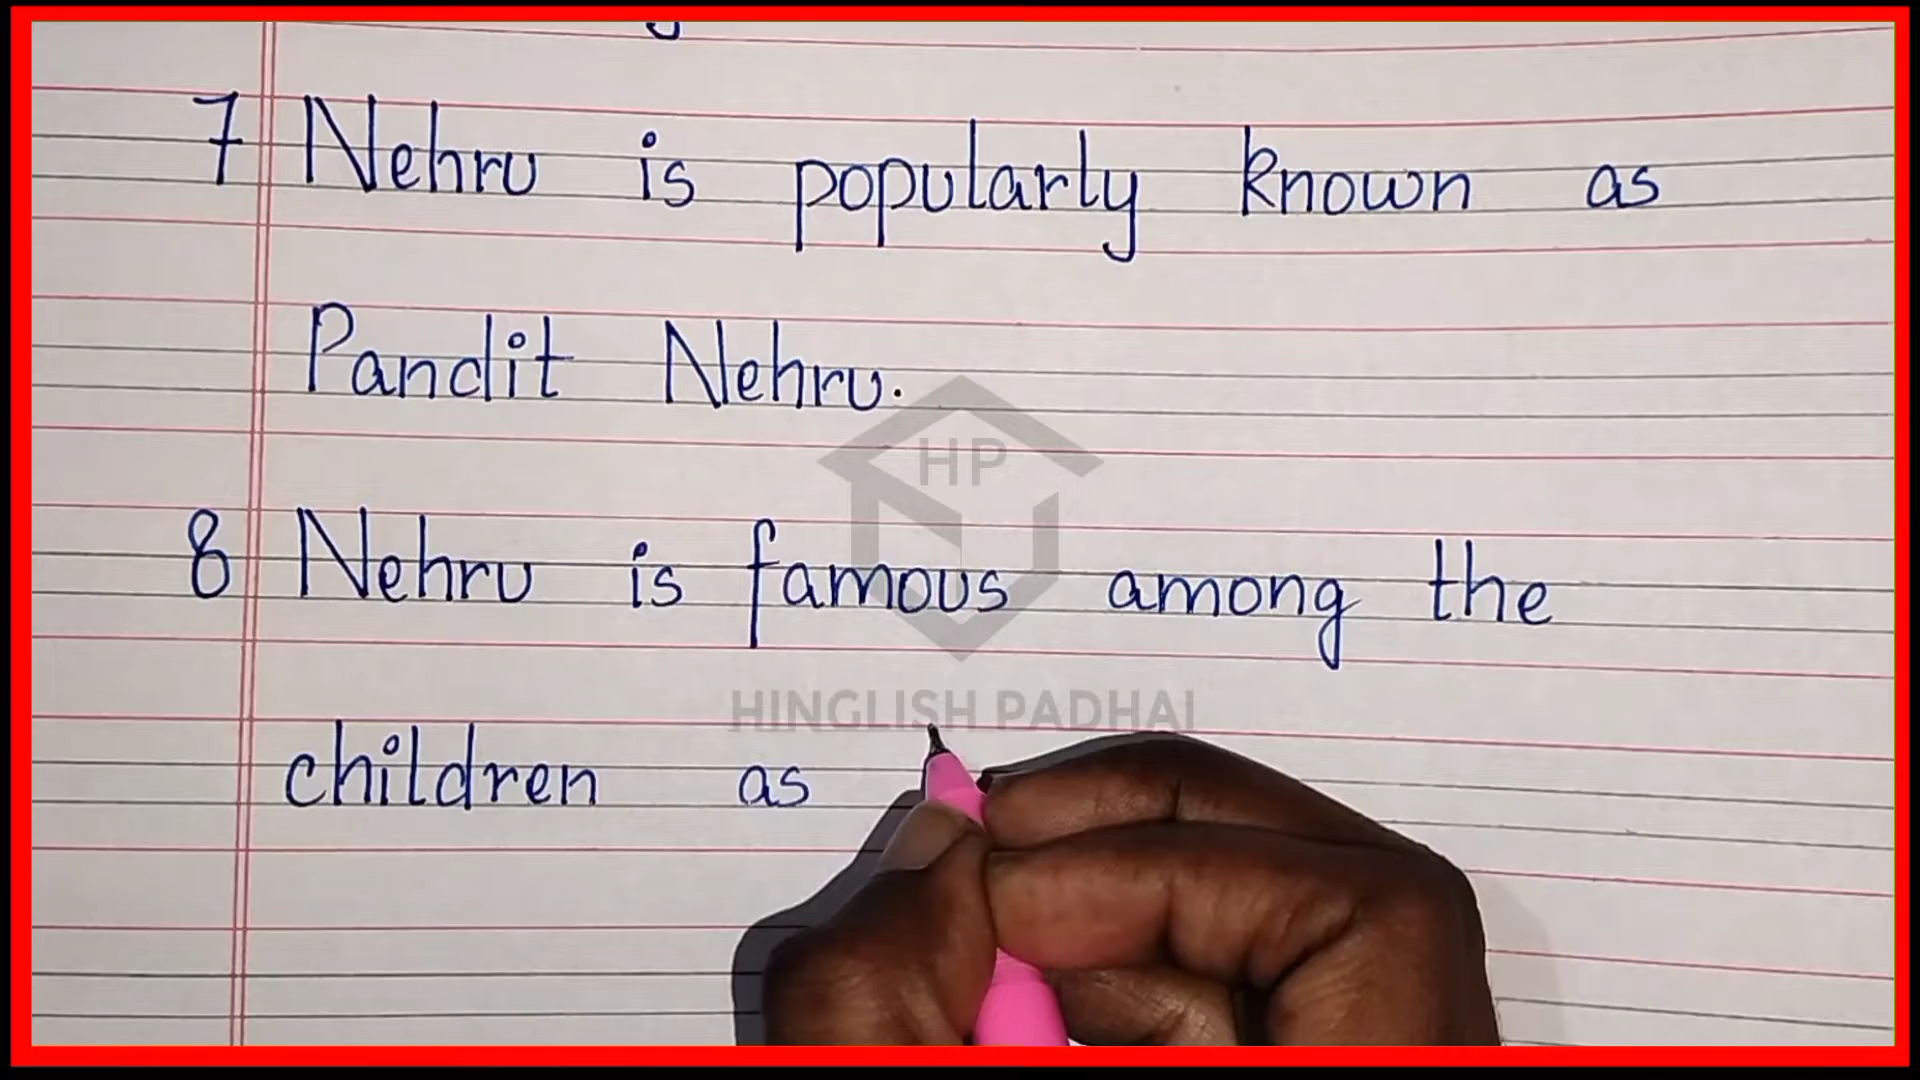 7 Nehru is popularly known as
Pandit Nehru.
HP
8 Nehru is famous among the
HINGLISH PADHAI
children as